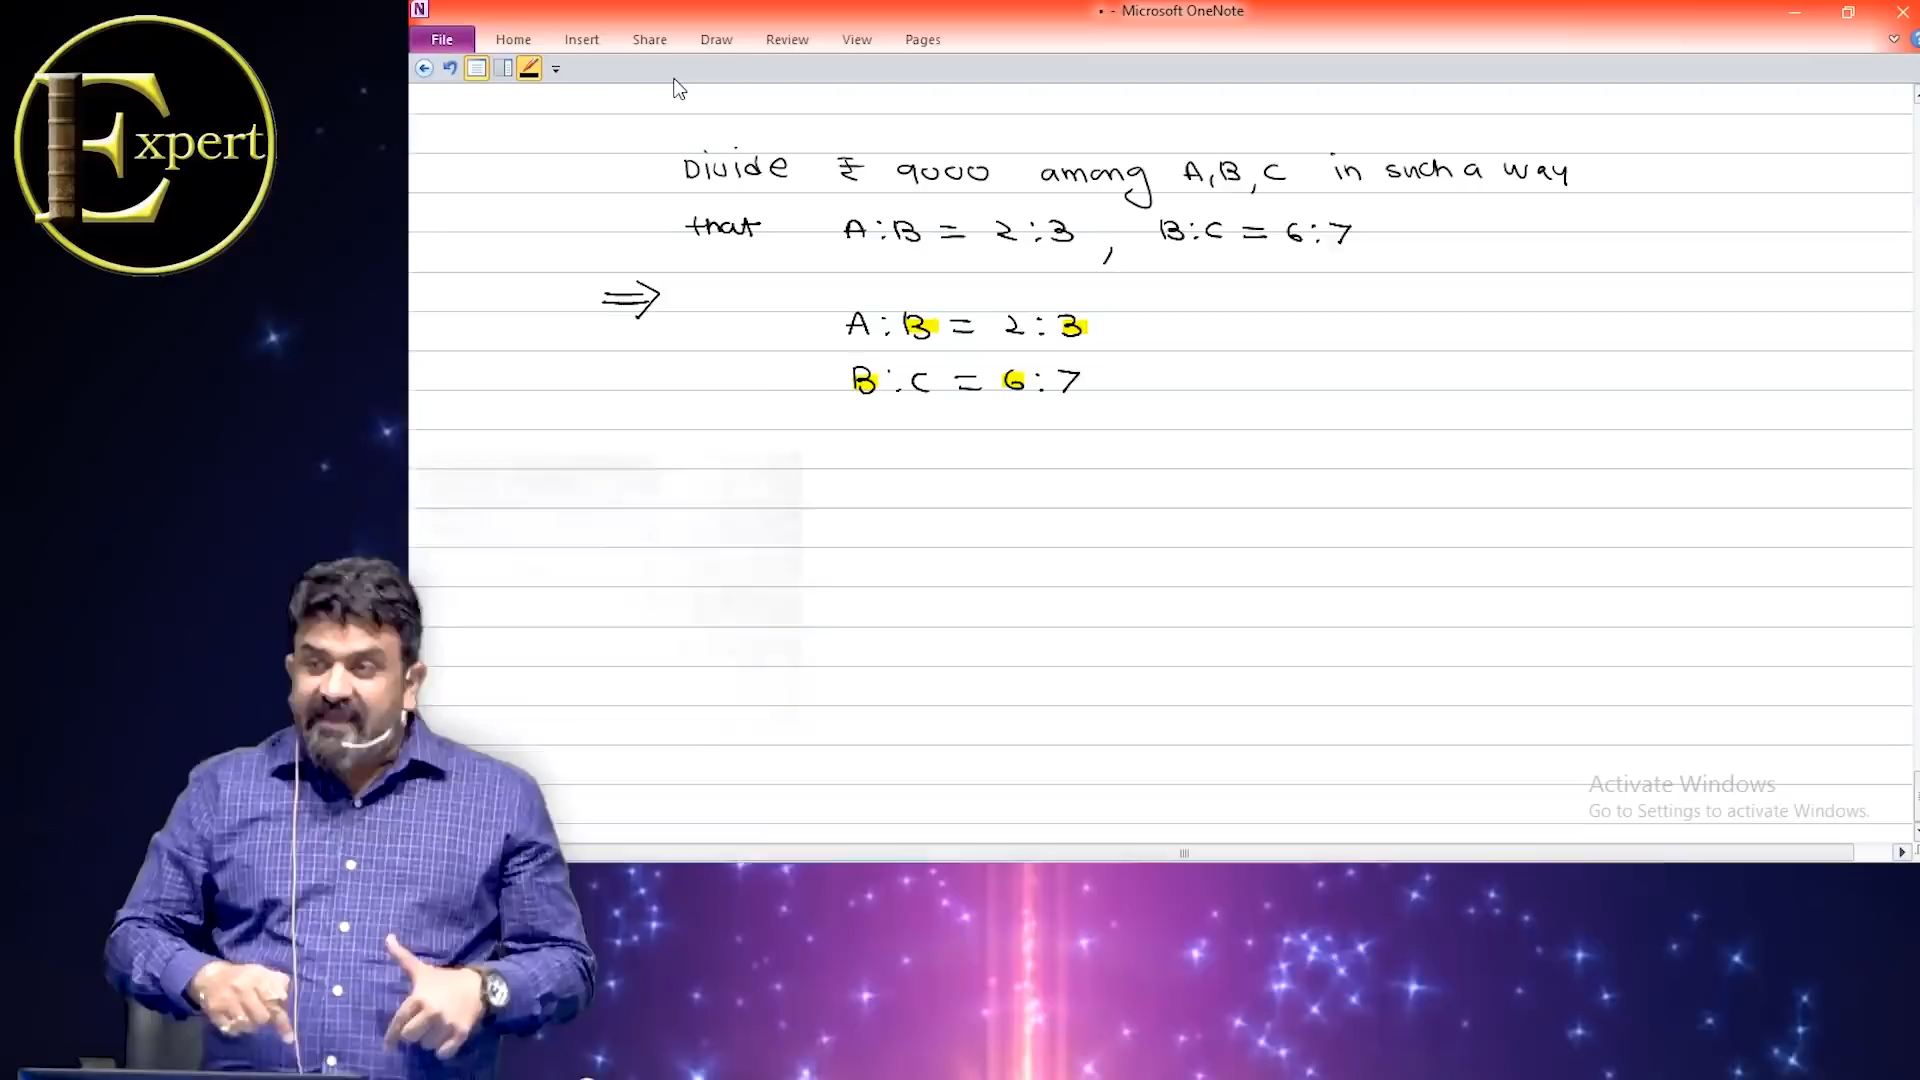 Expert
- Microsoft OneNote
File Home Insert Share Draw Review View Pages
Divide ₹ 9000 among A, B, C in such a way
that A:B = 2:3, B:C = 6:7
⇒
A:B = 2:3
B:C = 6:7
Activate Windows
Go to Settings to activate Windows.